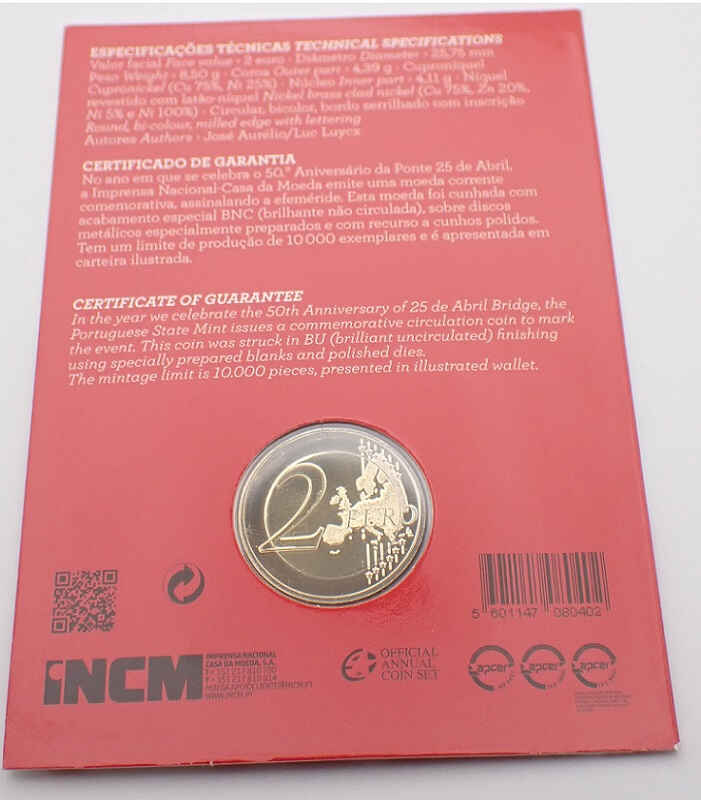 ESPECIFICAÇÕES TÉCNICAS TECHNICAL SPECIFICATIONS
Valor facial Face value · 2 euro · Diâmetro Diameter · 25,75 mm
Peso Weight · 8,50 g · Coroa Outer part · 4,39 g · Cuproníquel
Cupronickel (Cu 75%, Ni 25%) · Núcleo Inner part · 4,11 g · Níquel
revestido com latão-níquel Nickel brass clad nickel (Cu 75%, Zn 20%,
Ni 5% e Ni 100%) · Circular, bicolor, bordo serrilhado com inscrição
Round, bi-colour, milled edge with lettering
Autores Authors · José Aurélio/Luc Luycx
CERTIFICADO DE GARANTIA
No ano em que se celebra o 50.º Aniversário da Ponte 25 de Abril,
a Imprensa Nacional-Casa da Moeda emite uma moeda corrente
comemorativa, assinalando a efeméride. Esta moeda foi cunhada com
acabamento especial BNC (brilhante não circulada), sobre discos
metálicos especialmente preparados e com recurso a cunhos polidos.
Tem um limite de produção de 10 000 exemplares e é apresentada em
carteira ilustrada.
CERTIFICATE OF GUARANTEE
In the year we celebrate the 50th Anniversary of 25 de Abril Bridge, the
Portuguese State Mint issues a commemorative circulation coin to mark
the event. This coin was struck in BU (brilliant uncirculated) finishing
using specially prepared blanks and polished dies.
The mintage limit is 10.000 pieces, presented in illustrated wallet.
2 EURO
5 601147 080402
INCM
IMPRENSA NACIONAL
CASA DA MOEDA, S.A.
WWW.INCM.PT
OFFICIAL
ANNUAL
COIN SET
apcer apcer apcer